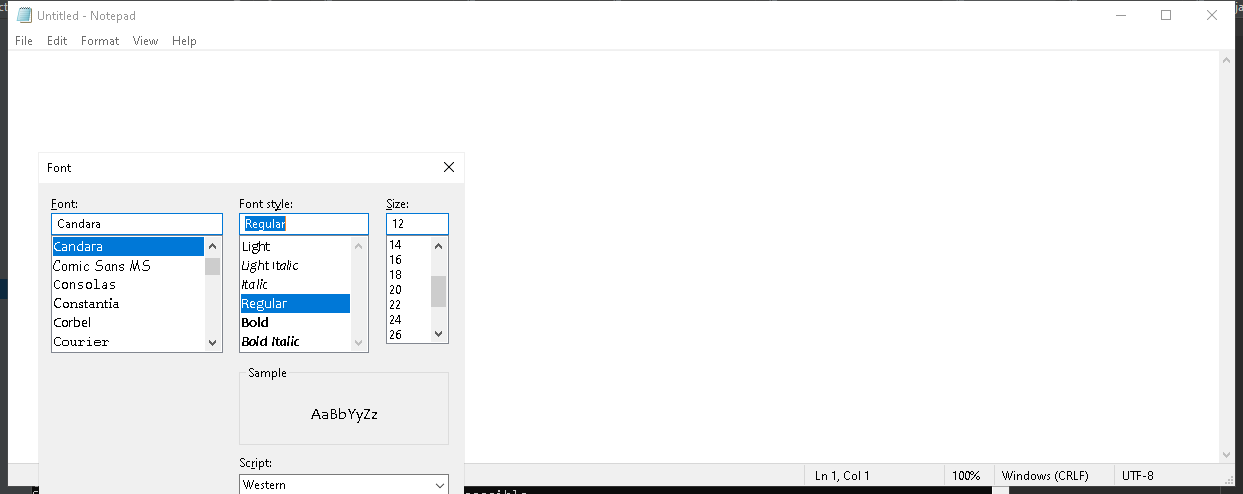 Untitled - Notepad
File Edit Format View Help
Font
Font: Font style: Size:
Candara Regular 12
Candara Light 14
Comic Sans MS Light Italic 16
Consolas Italic 18
Constantia Regular 20
Corbel Bold 22
Courier Bold Italic 24
26
Sample
AaBbYyZz
Script:
Western
Ln 1, Col 1 100% Windows (CRLF) UTF-8